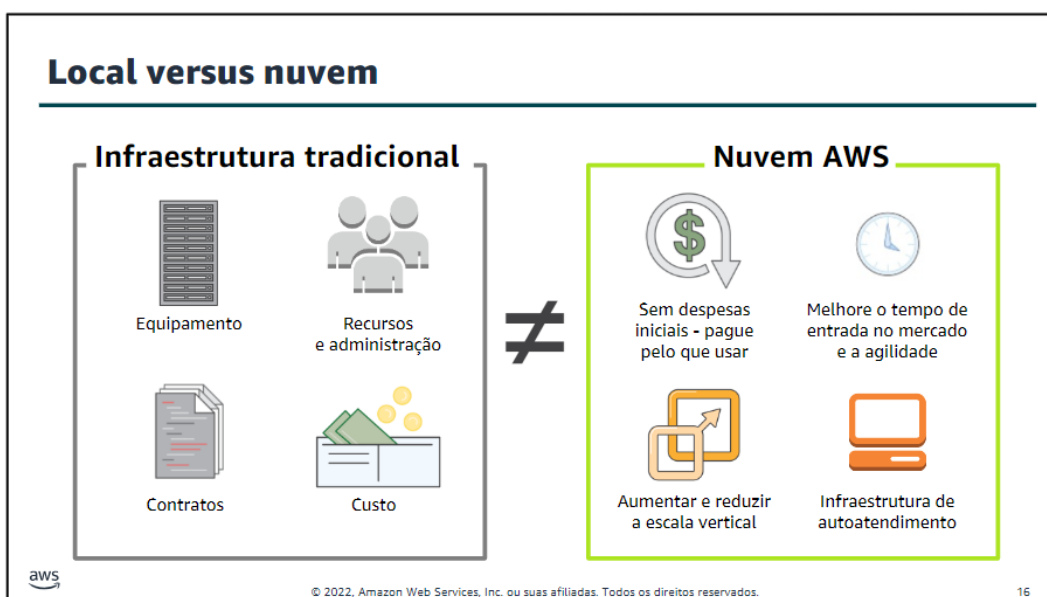 Local versus nuvem
Infraestrutura tradicional
Equipamento
Recursos
e administração
Contratos
Custo
≠
Nuvem AWS
$
Sem despesas
iniciais - pague
pelo que usar
Melhore o tempo de
entrada no mercado
e a agilidade
Aumentar e reduzir
a escala vertical
Infraestrutura de
autoatendimento
aws
© 2022, Amazon Web Services, Inc. ou suas afiliadas. Todos os direitos reservados.
16